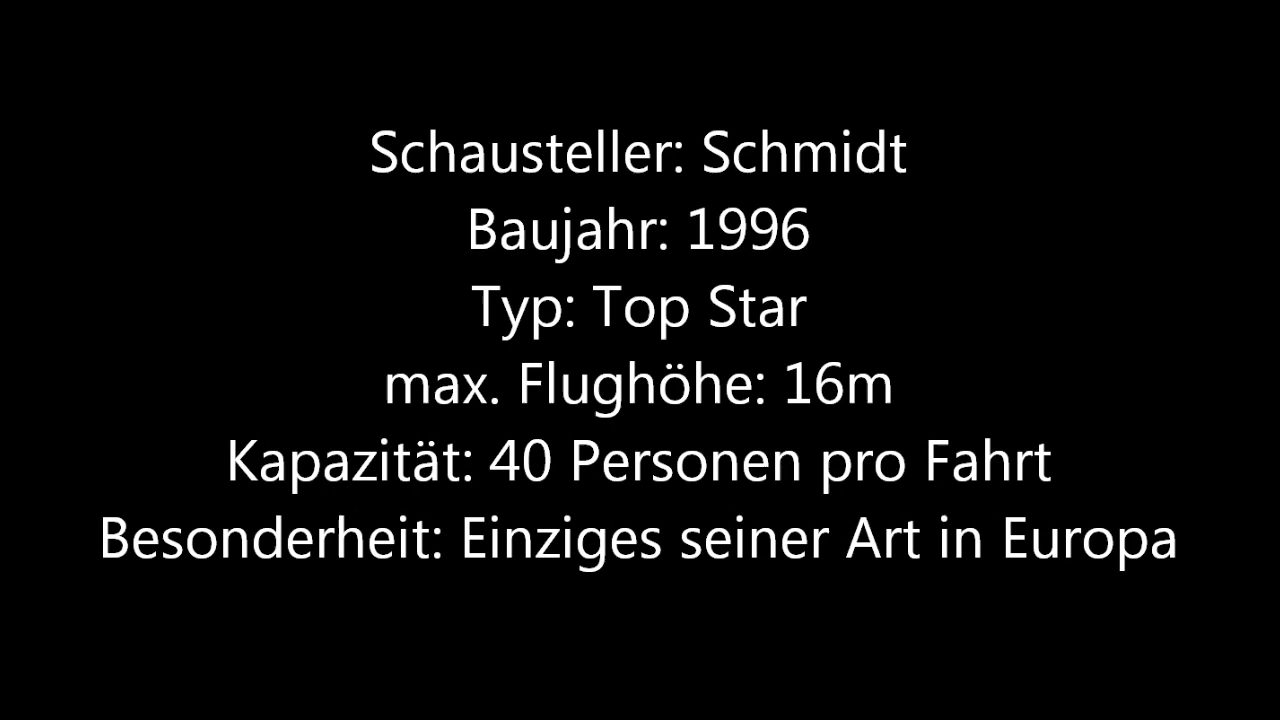 Schausteller: Schmidt
Baujahr: 1996
Typ: Top Star
max. Flughöhe: 16m
Kapazität: 40 Personen pro Fahrt
Besonderheit: Einziges seiner Art in Europa